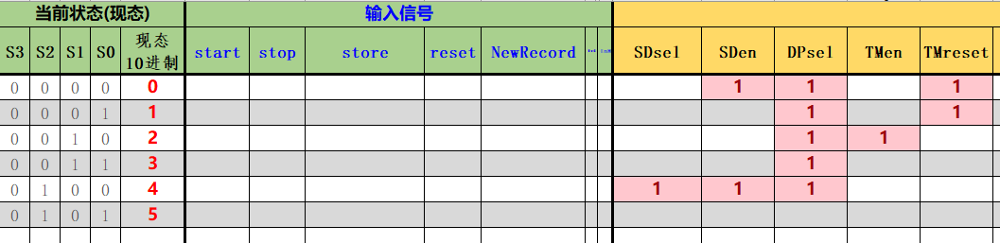 当前状态(现态) 输入信号
S3 S2 S1 S0 现态 10进制 start stop store reset NewRecord SDsel SDen DPsel TMen TMreset
0 0 0 0 0 1 1 1
0 0 0 1 1 1 1
0 0 1 0 2 1 1
0 0 1 1 3 1
0 1 0 0 4 1 1 1
0 1 0 1 5